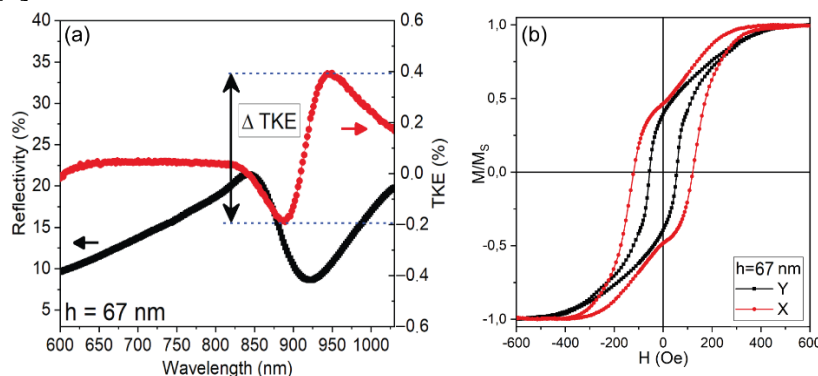 (a)
Reflectivity (%)
40
35
30
25
20
15
10
5
Δ TKE
h = 67 nm
600 650 700 750 800 850 900 950 1000
Wavelength (nm)
0.6
0.4
0.2
0.0
−0.2
−0.4
−0.6
TKE (%)
(b)
M/MS
1,0
0,5
0.0
-0,5
-1,0
h=67 nm
Y
X
-600 -400 -200 0 200 400 600
H (Oe)